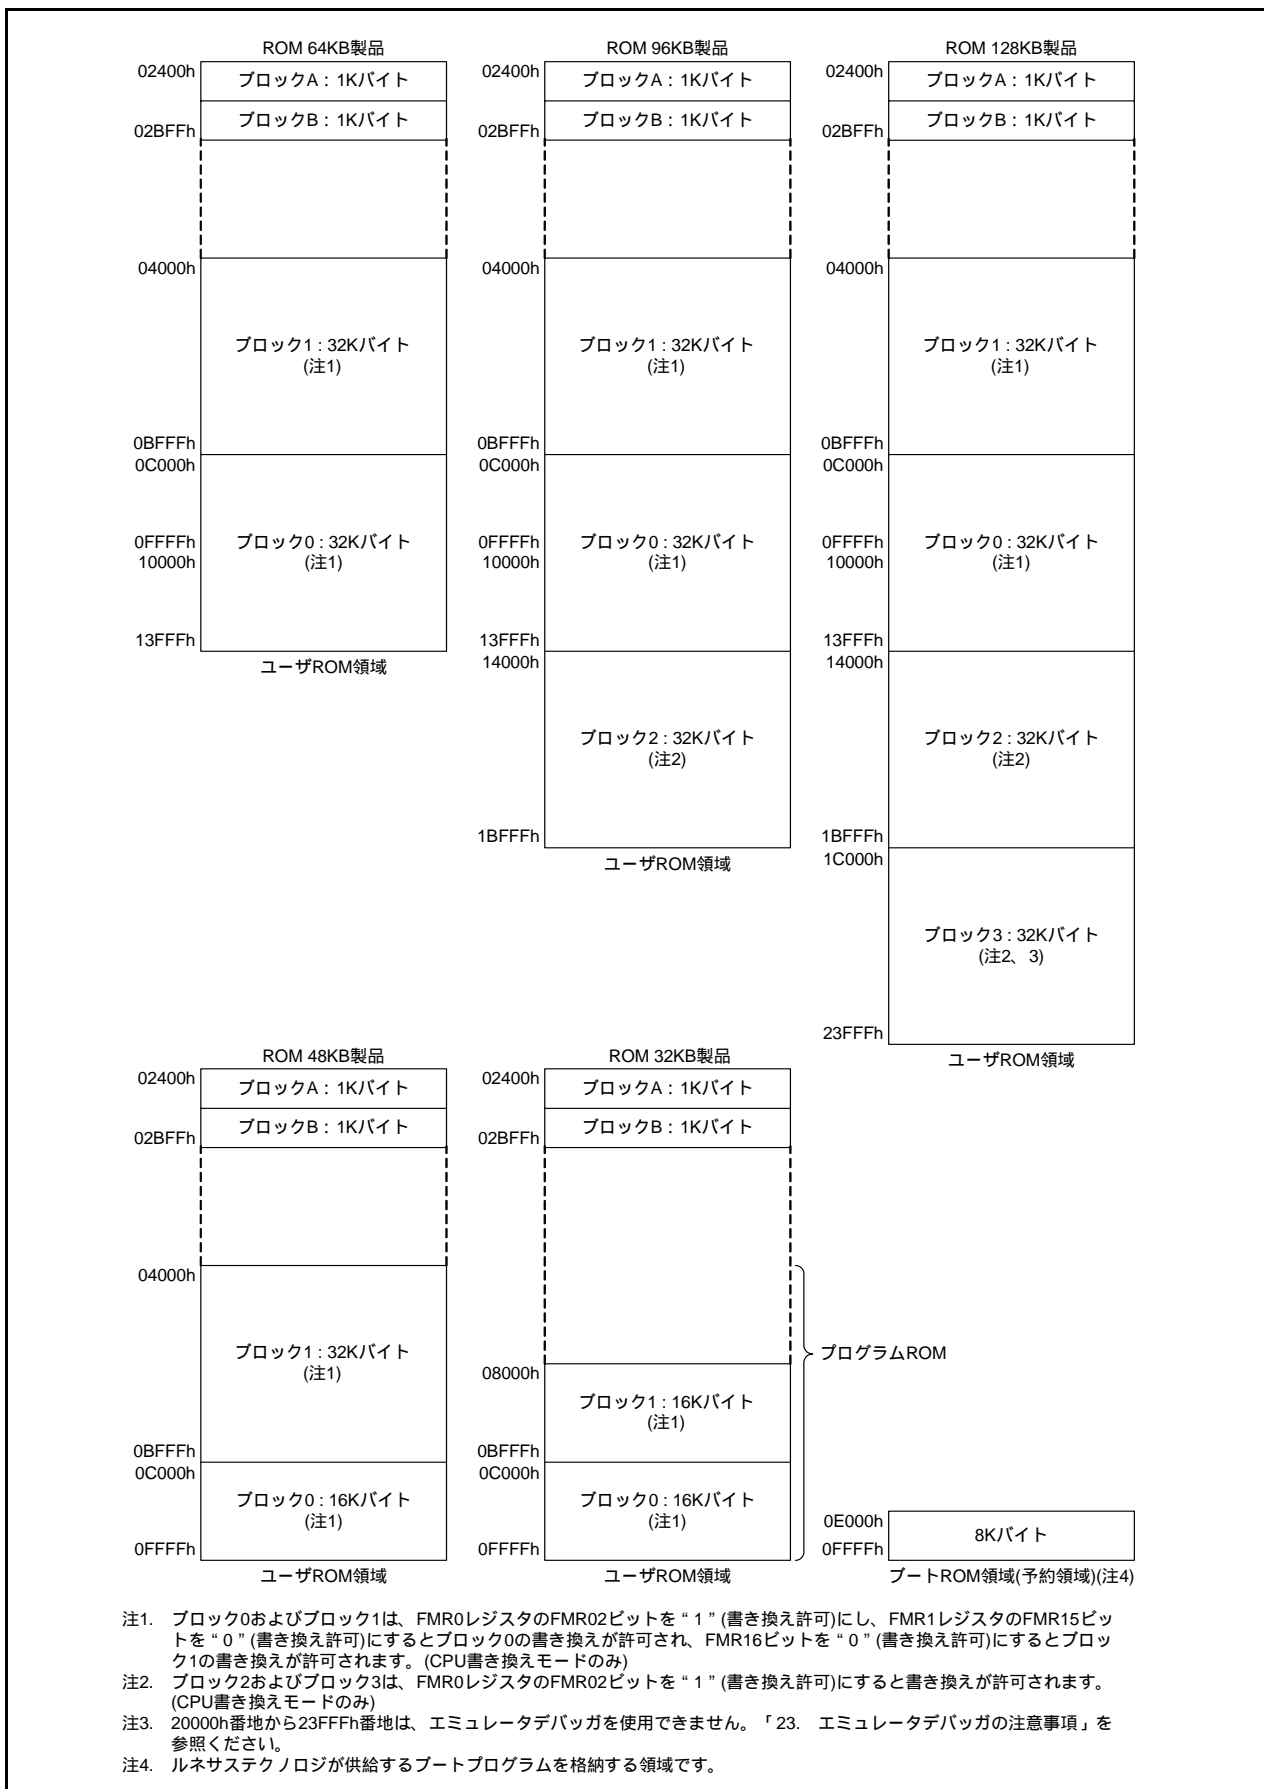 ROM 64KB製品
02400h
ブロックA : 1Kバイト
ブロックB : 1Kバイト
02BFFh
04000h
ブロック1 : 32Kバイト
(注1)
0BFFFh
0C000h
0FFFFh
ブロック0 : 32Kバイト
10000h
(注1)
13FFFh
ユーザROM領域
ROM 96KB製品
02400h
ブロックA : 1Kバイト
ブロックB : 1Kバイト
02BFFh
04000h
ブロック1 : 32Kバイト
(注1)
0BFFFh
0C000h
0FFFFh
ブロック0 : 32Kバイト
10000h
(注1)
13FFFh
14000h
ブロック2 : 32Kバイト
(注2)
1BFFFh
ユーザROM領域
ROM 128KB製品
02400h
ブロックA : 1Kバイト
ブロックB : 1Kバイト
02BFFh
04000h
ブロック1 : 32Kバイト
(注1)
0BFFFh
0C000h
0FFFFh
ブロック0 : 32Kバイト
10000h
(注1)
13FFFh
14000h
ブロック2 : 32Kバイト
(注2)
1BFFFh
1C000h
ブロック3 : 32Kバイト
(注2、3)
23FFFh
ユーザROM領域
ROM 48KB製品
02400h
ブロックA : 1Kバイト
ブロックB : 1Kバイト
02BFFh
04000h
ブロック1 : 32Kバイト
(注1)
0BFFFh
0C000h
ブロック0 : 16Kバイト
(注1)
0FFFFh
ユーザROM領域
ROM 32KB製品
02400h
ブロックA : 1Kバイト
ブロックB : 1Kバイト
02BFFh
プログラムROM
08000h
ブロック1 : 16Kバイト
(注1)
0BFFFh
0C000h
ブロック0 : 16Kバイト
(注1)
0FFFFh
ユーザROM領域
0E000h
8Kバイト
0FFFFh
ブートROM領域(予約領域)(注4)
注1. ブロック0およびブロック1は、FMR0レジスタのFMR02ビットを“1”(書き換え許可)にし、FMR1レジスタのFMR15ビッ
トを“0”(書き換え許可)にするとブロック0の書き換えが許可され、FMR16ビットを“0”(書き換え許可)にするとブロッ
ク1の書き換えが許可されます。(CPU書き換えモードのみ)
注2. ブロック2およびブロック3は、FMR0レジスタのFMR02ビットを“1”(書き換え許可)にすると書き換えが許可されます。
(CPU書き換えモードのみ)
注3. 20000h番地から23FFFh番地は、エミュレータデバッガを使用できません。「23. エミュレータデバッガの注意事項」を
参照ください。
注4. ルネサステクノロジが供給するブートプログラムを格納する領域です。